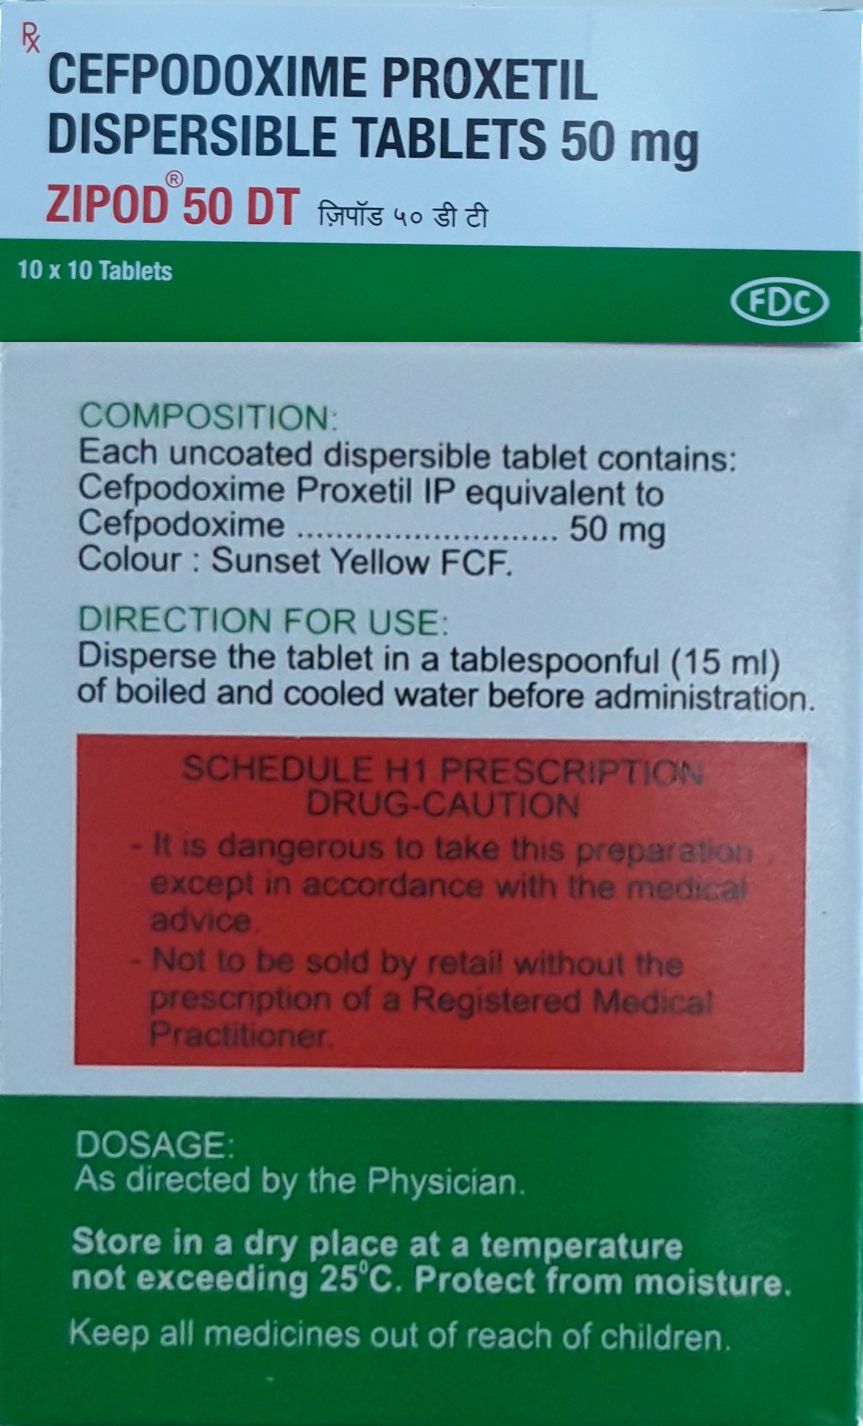 Rx
CEFPODOXIME PROXETIL
DISPERSIBLE TABLETS 50 mg
ZIPOD® 50 DT ज़िपॉड ५० डी टी
10 x 10 Tablets
FDC
COMPOSITION:
Each uncoated dispersible tablet contains:
Cefpodoxime Proxetil IP equivalent to
Cefpodoxime ........................... 50 mg
Colour : Sunset Yellow FCF.
DIRECTION FOR USE:
Disperse the tablet in a tablespoonful (15 ml)
of boiled and cooled water before administration.
SCHEDULE H1 PRESCRIPTION
DRUG-CAUTION
- It is dangerous to take this preparation
except in accordance with the medical
advice.
- Not to be sold by retail without the
prescription of a Registered Medical
Practitioner.
DOSAGE:
As directed by the Physician.
Store in a dry place at a temperature
not exceeding 25⁰C. Protect from moisture.
Keep all medicines out of reach of children.